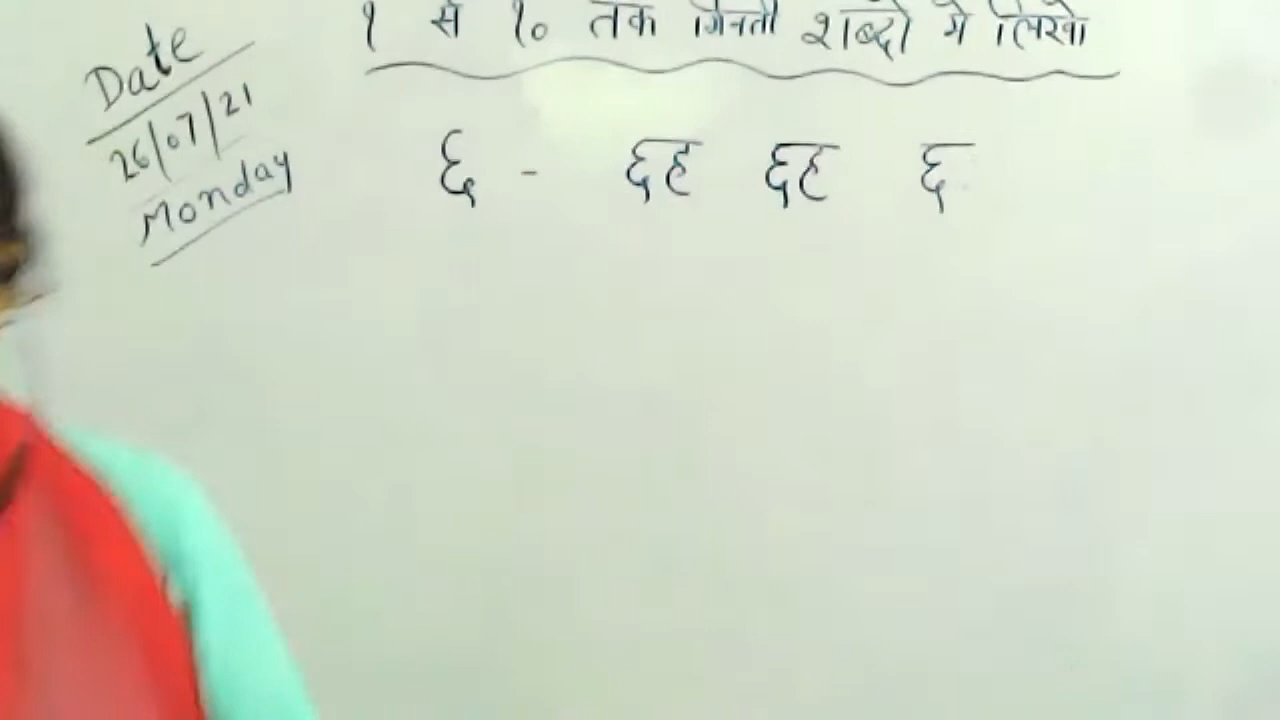 १ से १० तक गिनती शब्दो मे लिखो
Date
26/07/21
Monday
६ - छह छह छ